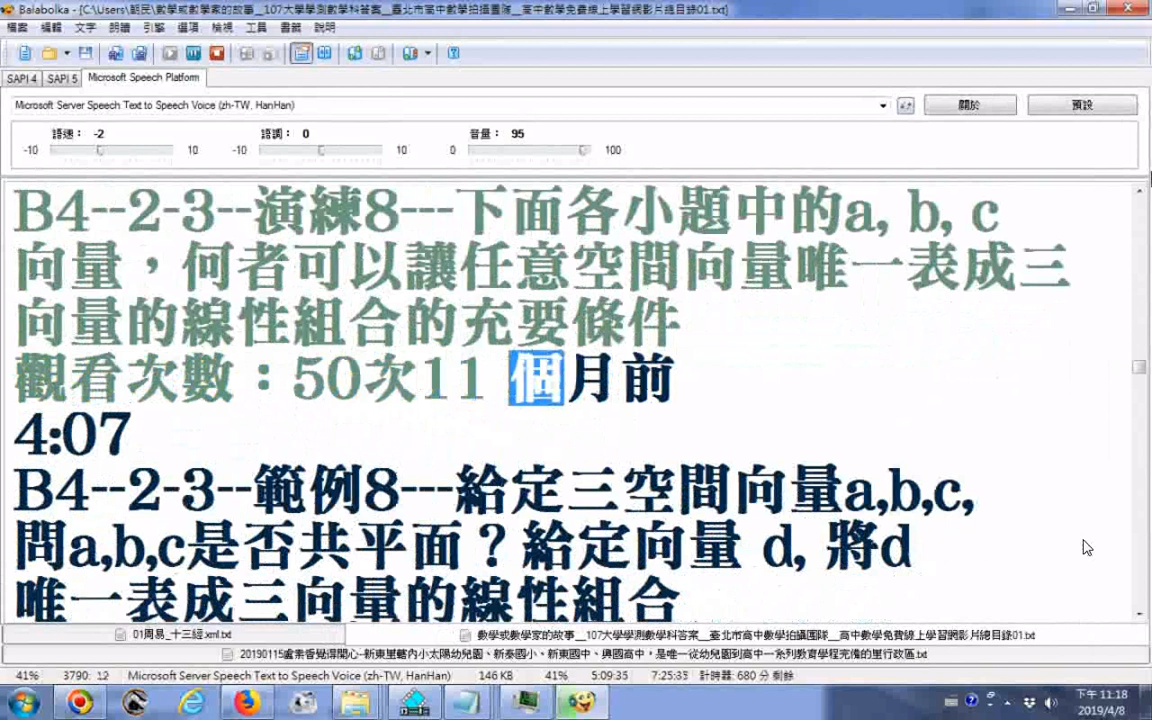 Balabolka - [C:\Users\範民\數學或數學家的故事__107大學學測數學科答案__臺北市高中數學拍攝團隊__高中數學免費線上學習網影片總目錄01.txt]
檔案 編輯 文字 朗讀 引擎 選項 檢視 工具 書籤 說明
SAPI 4 SAPI 5 Microsoft Speech Platform
Microsoft Server Speech Text to Speech Voice (zh-TW, HanHan) 關於 預設
語速： -2 語調： 0 音量： 95
-10 10 -10 10 0 100
B4--2-3--演練8---下面各小題中的a, b, c
向量，何者可以讓任意空間向量唯一表成三
向量的線性組合的充要條件
觀看次數：50次11 個月前
4:07
B4--2-3--範例8---給定三空間向量a,b,c,
問a,b,c是否共平面？給定向量 d, 將d
唯一表成三向量的線性組合
01周易_十三經.xml.txt 數學或數學家的故事__107大學學測數學科答案__臺北市高中數學拍攝團隊__高中數學免費線上學習網影片總目錄01.txt
20190115盧素香覺得開心-新東里轄內小太陽幼兒園、新泰國小、新東國中、興國高中，是唯一從幼兒園到高中一系列教育學程完備的里行政區.txt
41% 3790: 12 Microsoft Server Speech Text to Speech Voice (zh-TW, HanHan) 146 KB 41% 5:09:35 7:25:35 計時器: 680 分 剩餘
下午 11:18
2019/4/8